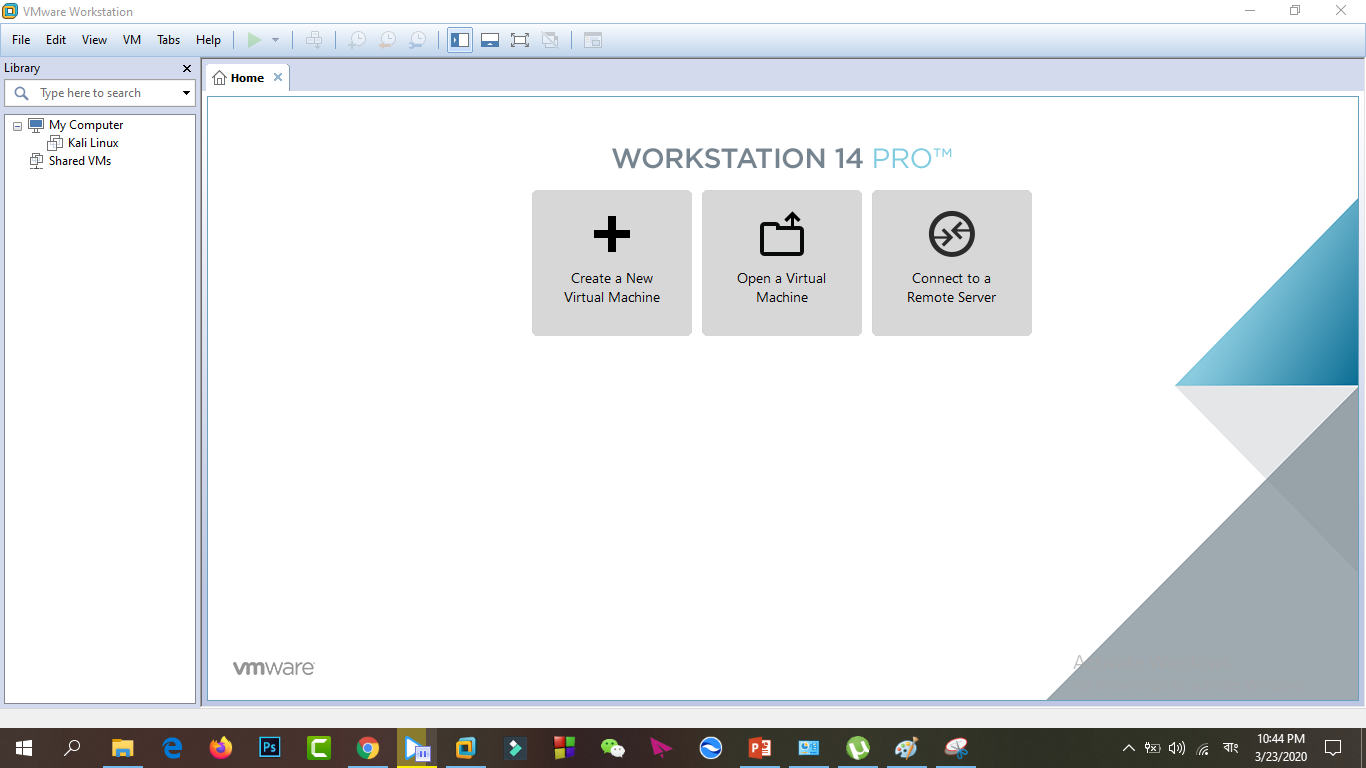 VMware Workstation
File Edit View VM Tabs Help
Library
Type here to search
My Computer
Kali Linux
Shared VMs
Home
WORKSTATION 14 PRO™
Create a New
Virtual Machine
Open a Virtual
Machine
Connect to a
Remote Server
vmware
Ps
বাং
10:44 PM
3/23/2020